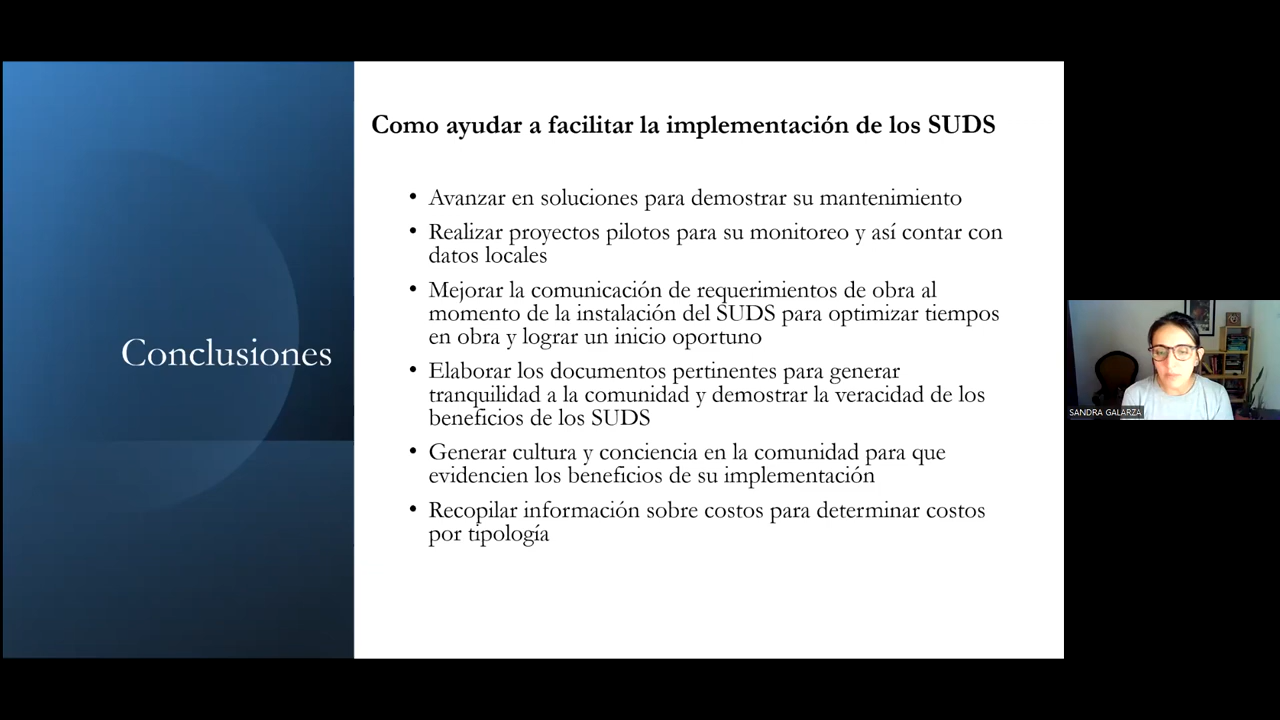 Conclusiones
Como ayudar a facilitar la implementación de los SUDS
• Avanzar en soluciones para demostrar su mantenimiento
• Realizar proyectos pilotos para su monitoreo y así contar con
datos locales
• Mejorar la comunicación de requerimientos de obra al
momento de la instalación del SUDS para optimizar tiempos
en obra y lograr un inicio oportuno
• Elaborar los documentos pertinentes para generar
tranquilidad a la comunidad y demostrar la veracidad de los
beneficios de los SUDS
• Generar cultura y conciencia en la comunidad para que
evidencien los beneficios de su implementación
• Recopilar información sobre costos para determinar costos
por tipología
SANDRA GALARZA